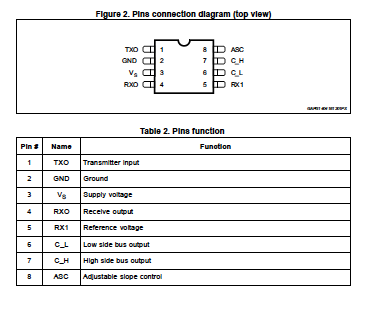 Figure 2. Pins connection diagram (top view)
TXO 1 8 ASC
GND 2 7 C_H
VS 3 6 C_L
RXO 4 5 RX1
Table 2. Pins function
Pin # Name Function
1 TXO Transmitter input
2 GND Ground
3 VS Supply voltage
4 RXO Receive output
5 RX1 Reference voltage
6 C_L Low side bus output
7 C_H High side bus output
8 ASC Adjustable slope control